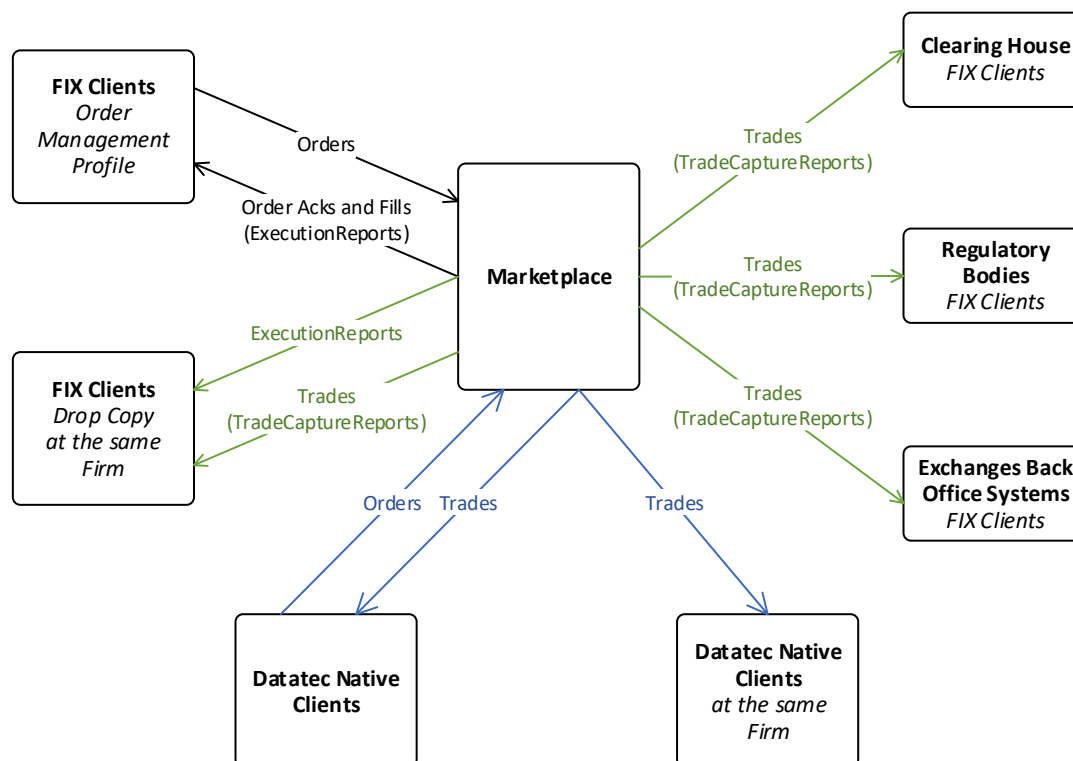 Clearing House
FIX Clients
FIX Clients
Order
Management
Profile
Orders
Trades
(TradeCaptureReports)
Order Acks and Fills
(ExecutionReports)
Marketplace
Trades
(TradeCaptureReports)
Regulatory
Bodies
FIX Clients
ExecutionReports
FIX Clients
Drop Copy
at the same
Firm
Trades
(TradeCaptureReports)
Trades
(TradeCaptureReports)
Exchanges Back
Office Systems
FIX Clients
Orders
Trades
Trades
Datatec Native
Clients
Datatec Native
Clients
at the same
Firm